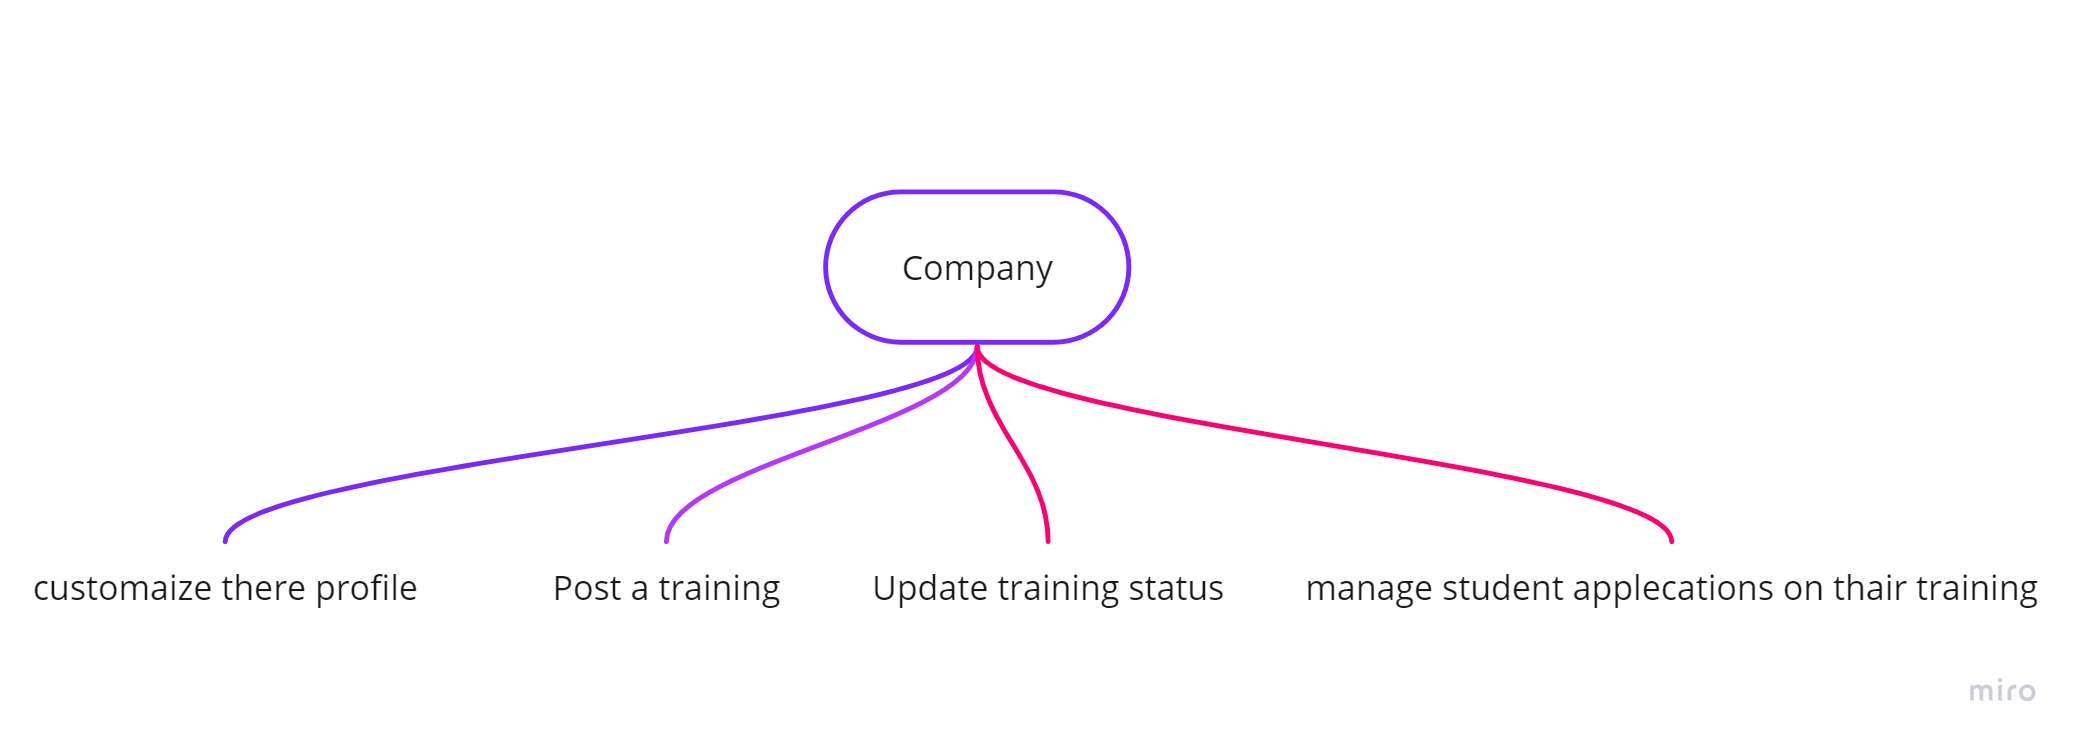 Company
customaize there profile
Post a training
Update training status
manage student applecations on thair training
miro